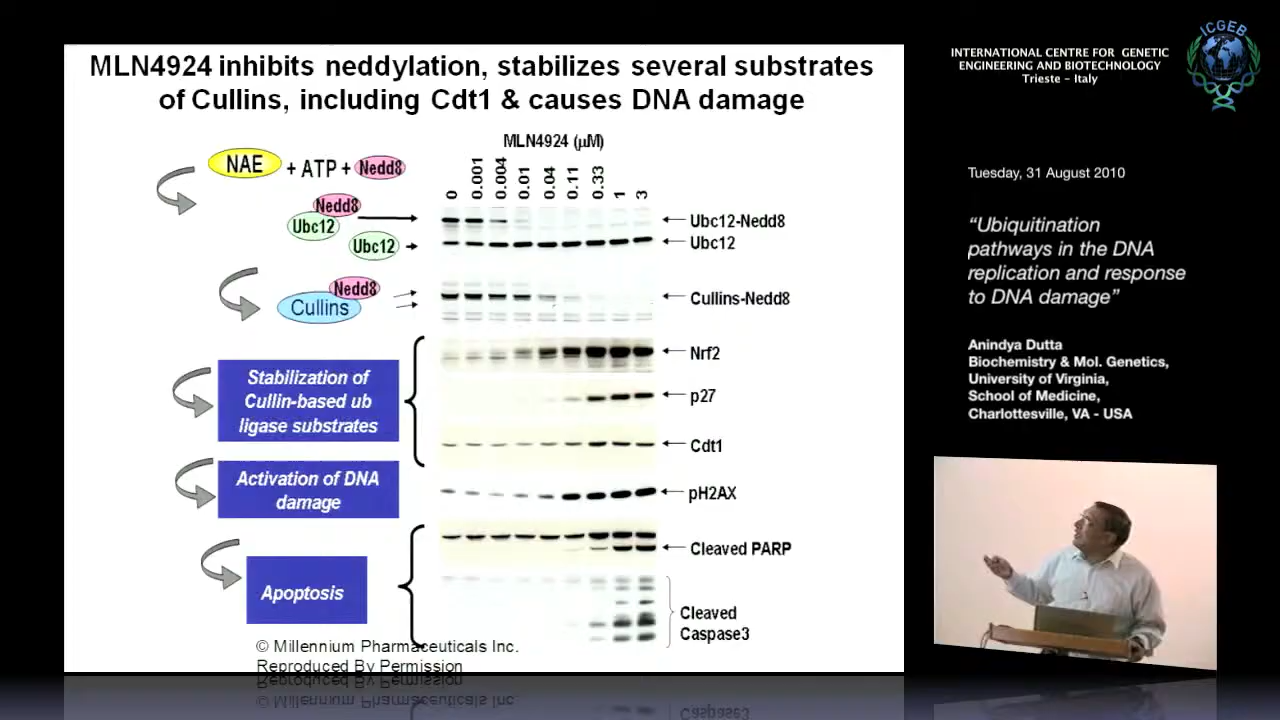 MLN4924 inhibits neddylation, stabilizes several substrates
of Cullins, including Cdt1 & causes DNA damage
MLN4924 (μM)
0 0.001 0.004 0.01 0.04 0.11 0.33 1 3
NAE + ATP + Nedd8
Nedd8
Ubc12
Ubc12
Ubc12-Nedd8
Ubc12
Nedd8
Cullins
Cullins-Nedd8
Stabilization of
Cullin-based ub
ligase substrates
Nrf2
p27
Cdt1
Activation of DNA
damage
pH2AX
Apoptosis
Cleaved PARP
Cleaved
Caspase3
© Millennium Pharmaceuticals Inc.
Reproduced By Permission
INTERNATIONAL CENTRE FOR GENETIC
ENGINEERING AND BIOTECHNOLOGY
Trieste - Italy
ICGEB
Tuesday, 31 August 2010
“Ubiquitination
pathways in the DNA
replication and response
to DNA damage”
Anindya Dutta
Biochemistry & Mol. Genetics,
University of Virginia,
School of Medicine,
Charlottesville, VA - USA